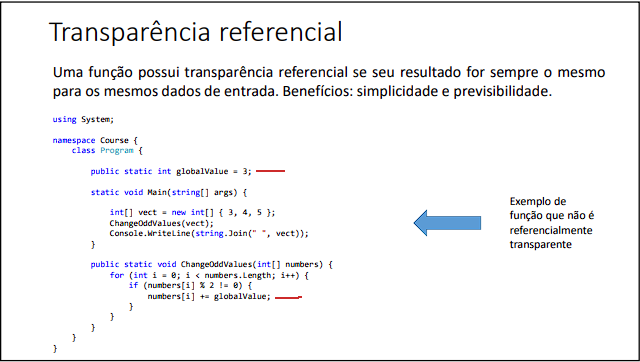 Transparência referencial
Uma função possui transparência referencial se seu resultado for sempre o mesmo
para os mesmos dados de entrada. Benefícios: simplicidade e previsibilidade.
using System;
namespace Course {
class Program {
public static int globalValue = 3;
static void Main(string[] args) {
int[] vect = new int[] { 3, 4, 5 };
ChangeOddValues(vect);
Console.WriteLine(string.Join(" ", vect));
}
public static void ChangeOddValues(int[] numbers) {
for (int i = 0; i < numbers.Length; i++) {
if (numbers[i] % 2 != 0) {
numbers[i] += globalValue;
}
}
}
}
}
Exemplo de
função que não é
referencialmente
transparente